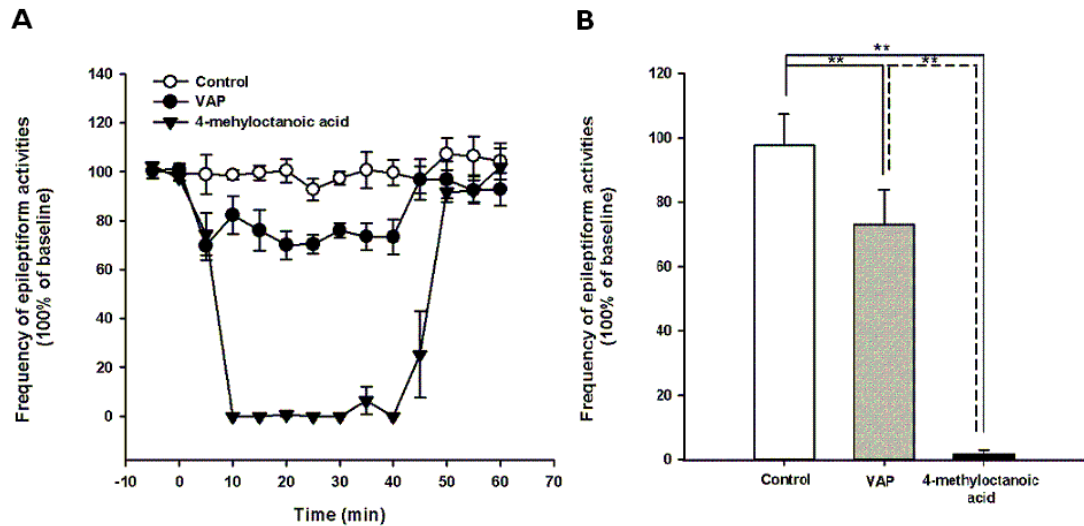 A
Frequency of epileptiform activities
(100% of baseline)
140
120
100
80
60
40
20
0
Control
VAP
4-mehyloctanoic acid
-10 0 10 20 30 40 50 60 70
Time (min)
B
Frequency of epileptiform activities
(100% of baseline)
120
100
80
60
40
20
0
**
** **
Control VAP 4-methyloctanoic
acid